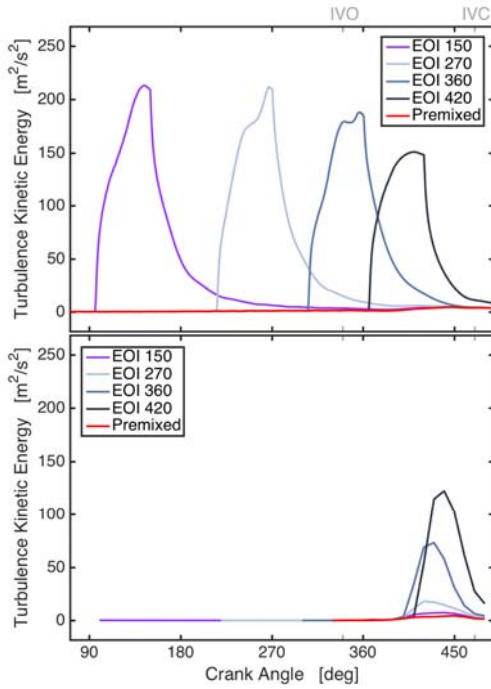 IVO IVC
250
200
150
100
50
0
Turbulence Kinetic Energy [m²/s²]
EOI 150
EOI 270
EOI 360
EOI 420
Premixed
250
200
150
100
50
0
Turbulence Kinetic Energy [m²/s²]
EOI 150
EOI 270
EOI 360
EOI 420
Premixed
90 180 270 360 450
Crank Angle [deg]